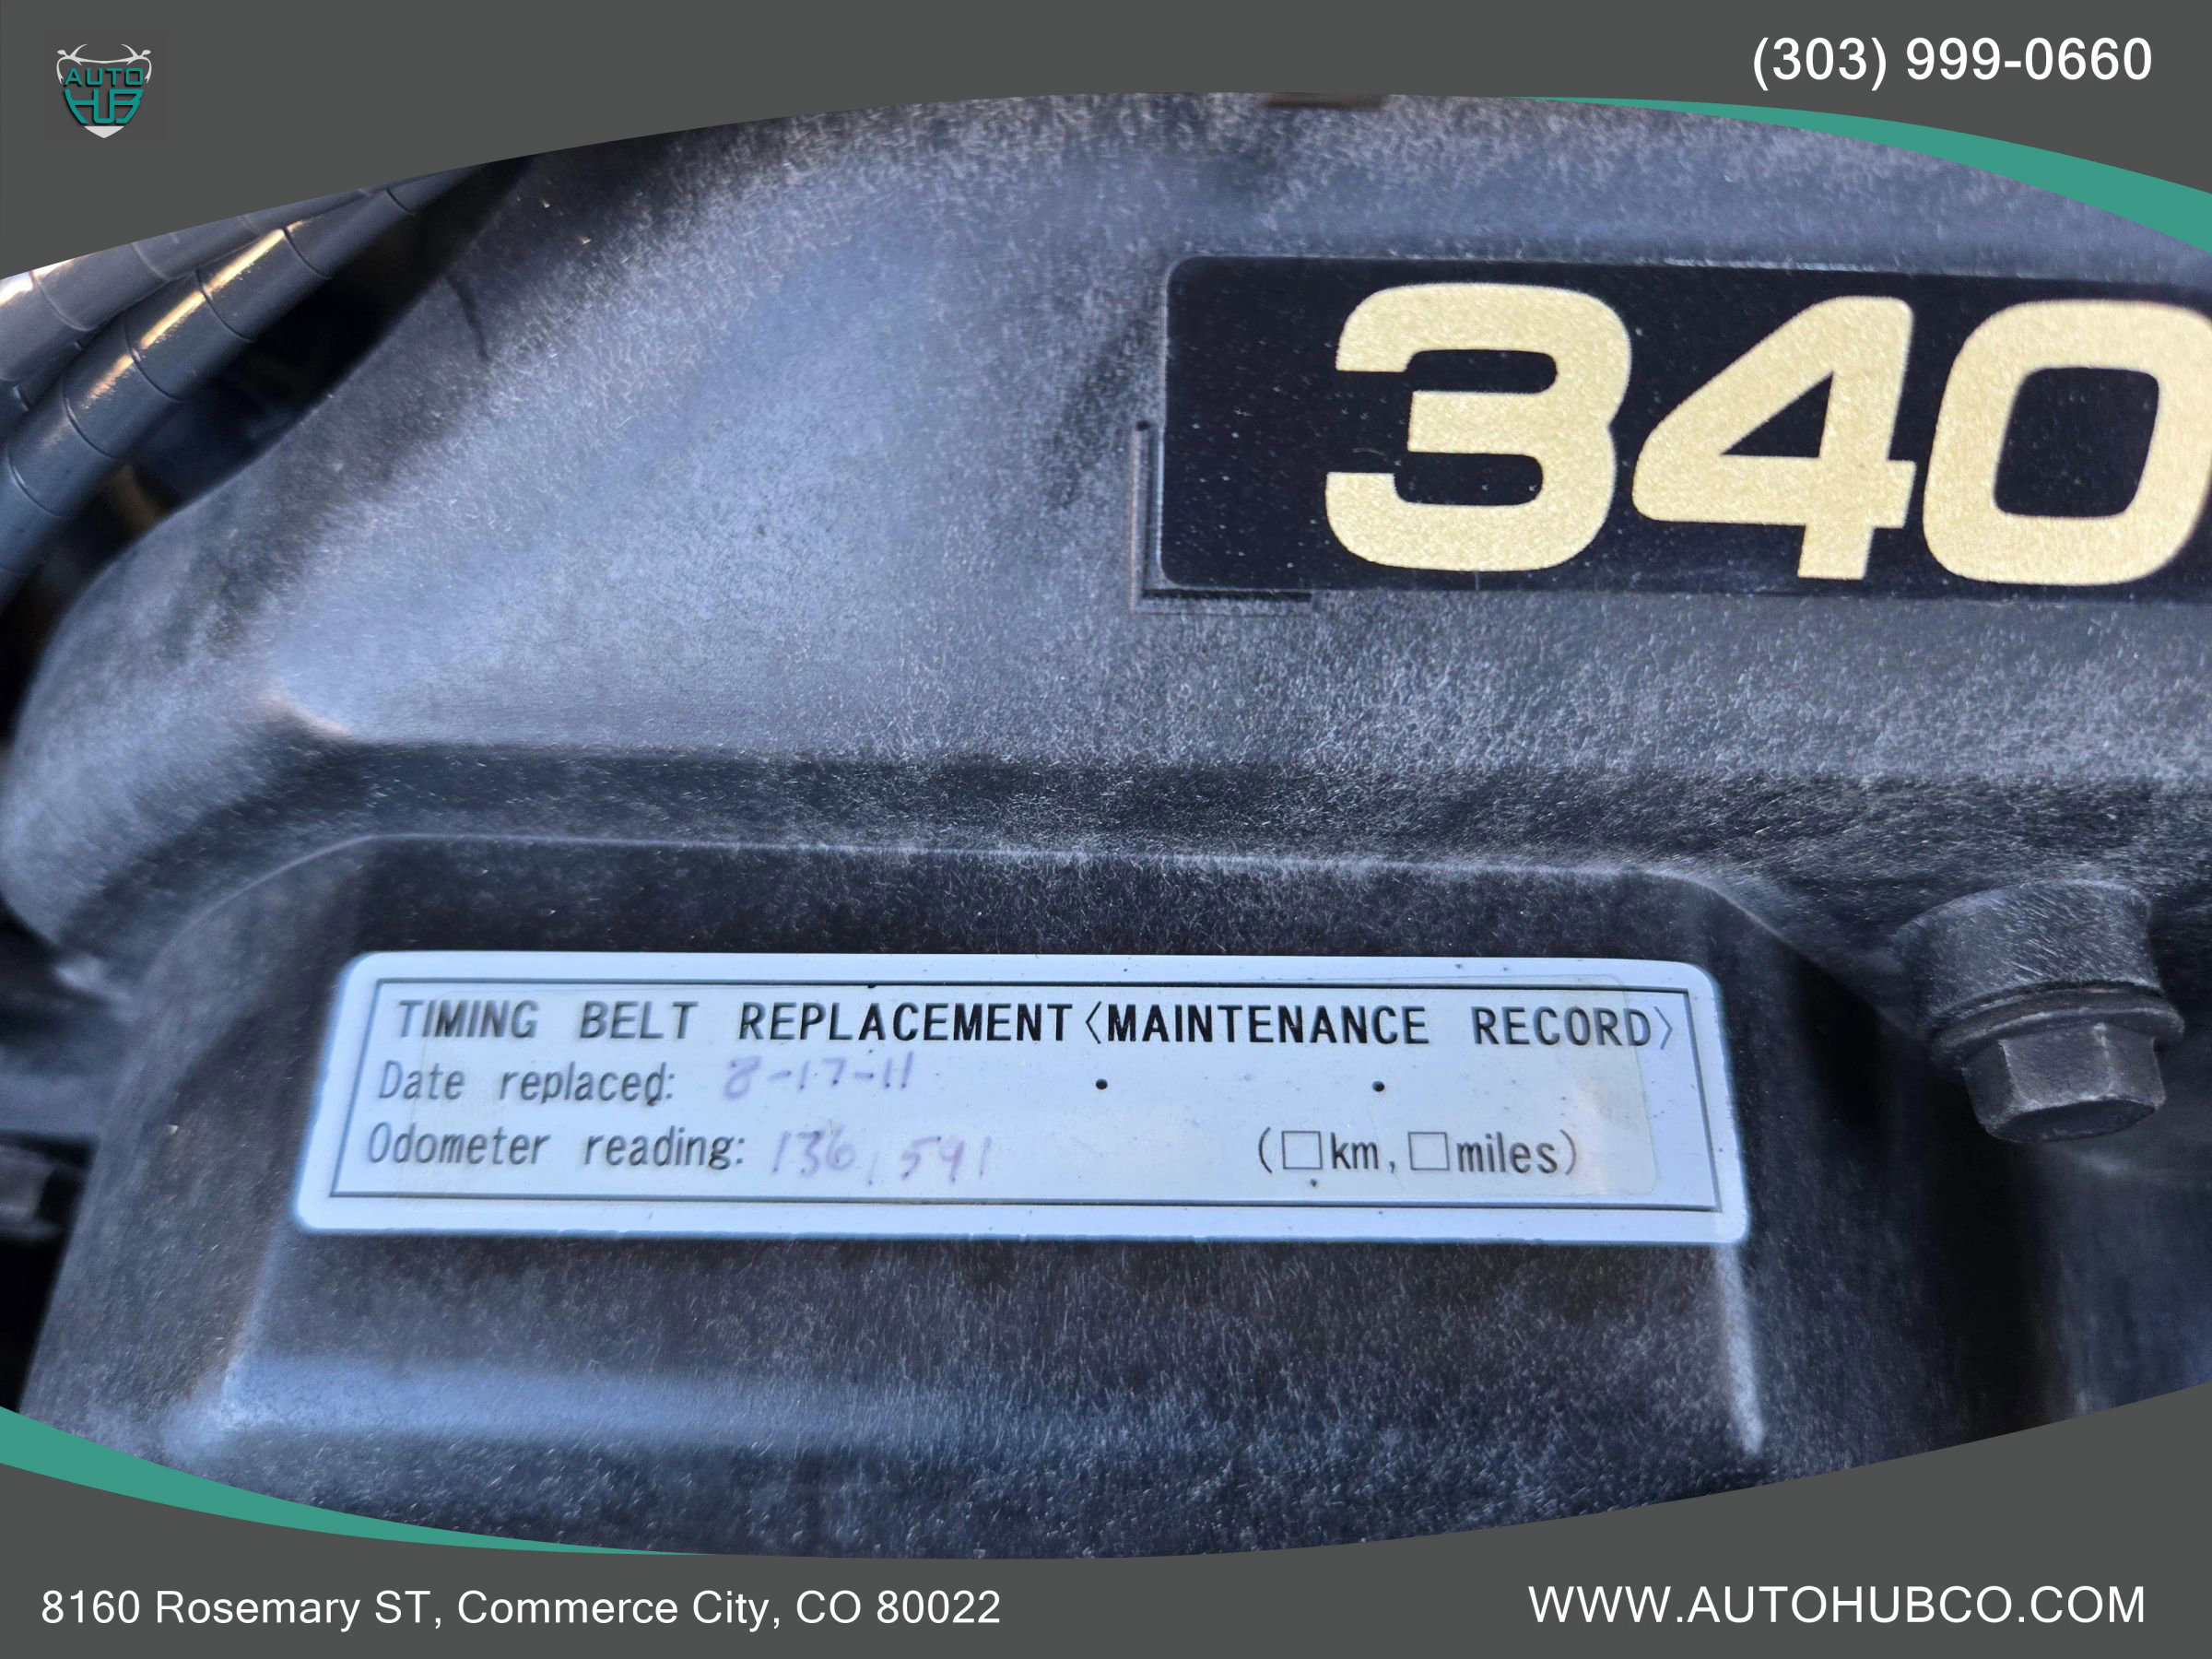 AUTO
HUB
(303) 999-0660
340
TIMING BELT REPLACEMENT〈MAINTENANCE RECORD〉
Date replaced: 8-17-11
Odometer reading: 136,591 (□km,□miles)
8160 Rosemary ST, Commerce City, CO 80022
WWW.AUTOHUBCO.COM